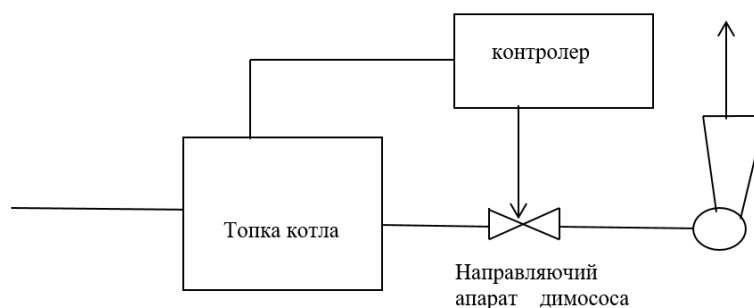 контролер
Топка котла
Направляючий
апарат димососа